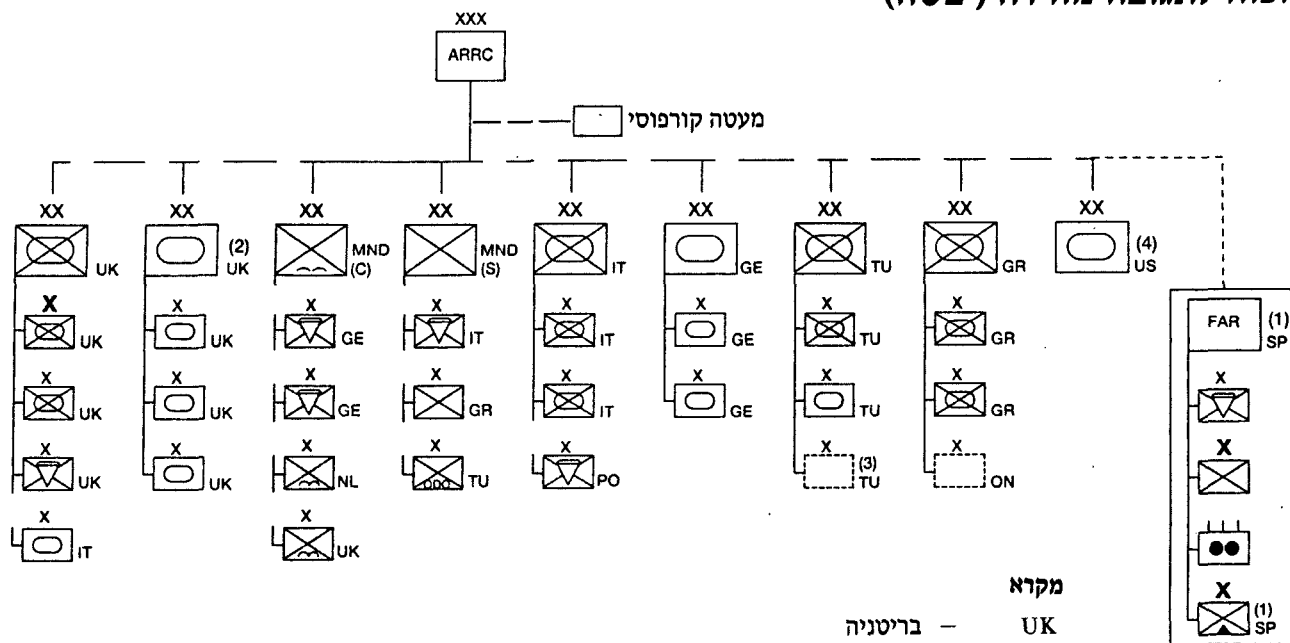 לתגובה מהירה (יבשה)
XXX
ARRC
מעטה קורפוסי
XX XX XX XX XX XX XX XX XX
UK (2) UK MND (C) MND (S) IT GE TU GR (4) US
X X X X X X X X
UK UK GE IT IT GE TU GR FAR (1) SP
X X X X X X X X X
UK UK GE GR IT GE TU GR
X X X X X X X X
UK UK NL TU PO (3) TU ON
X X
IT UK
X (1) SP
מקרא
UK – בריטניה